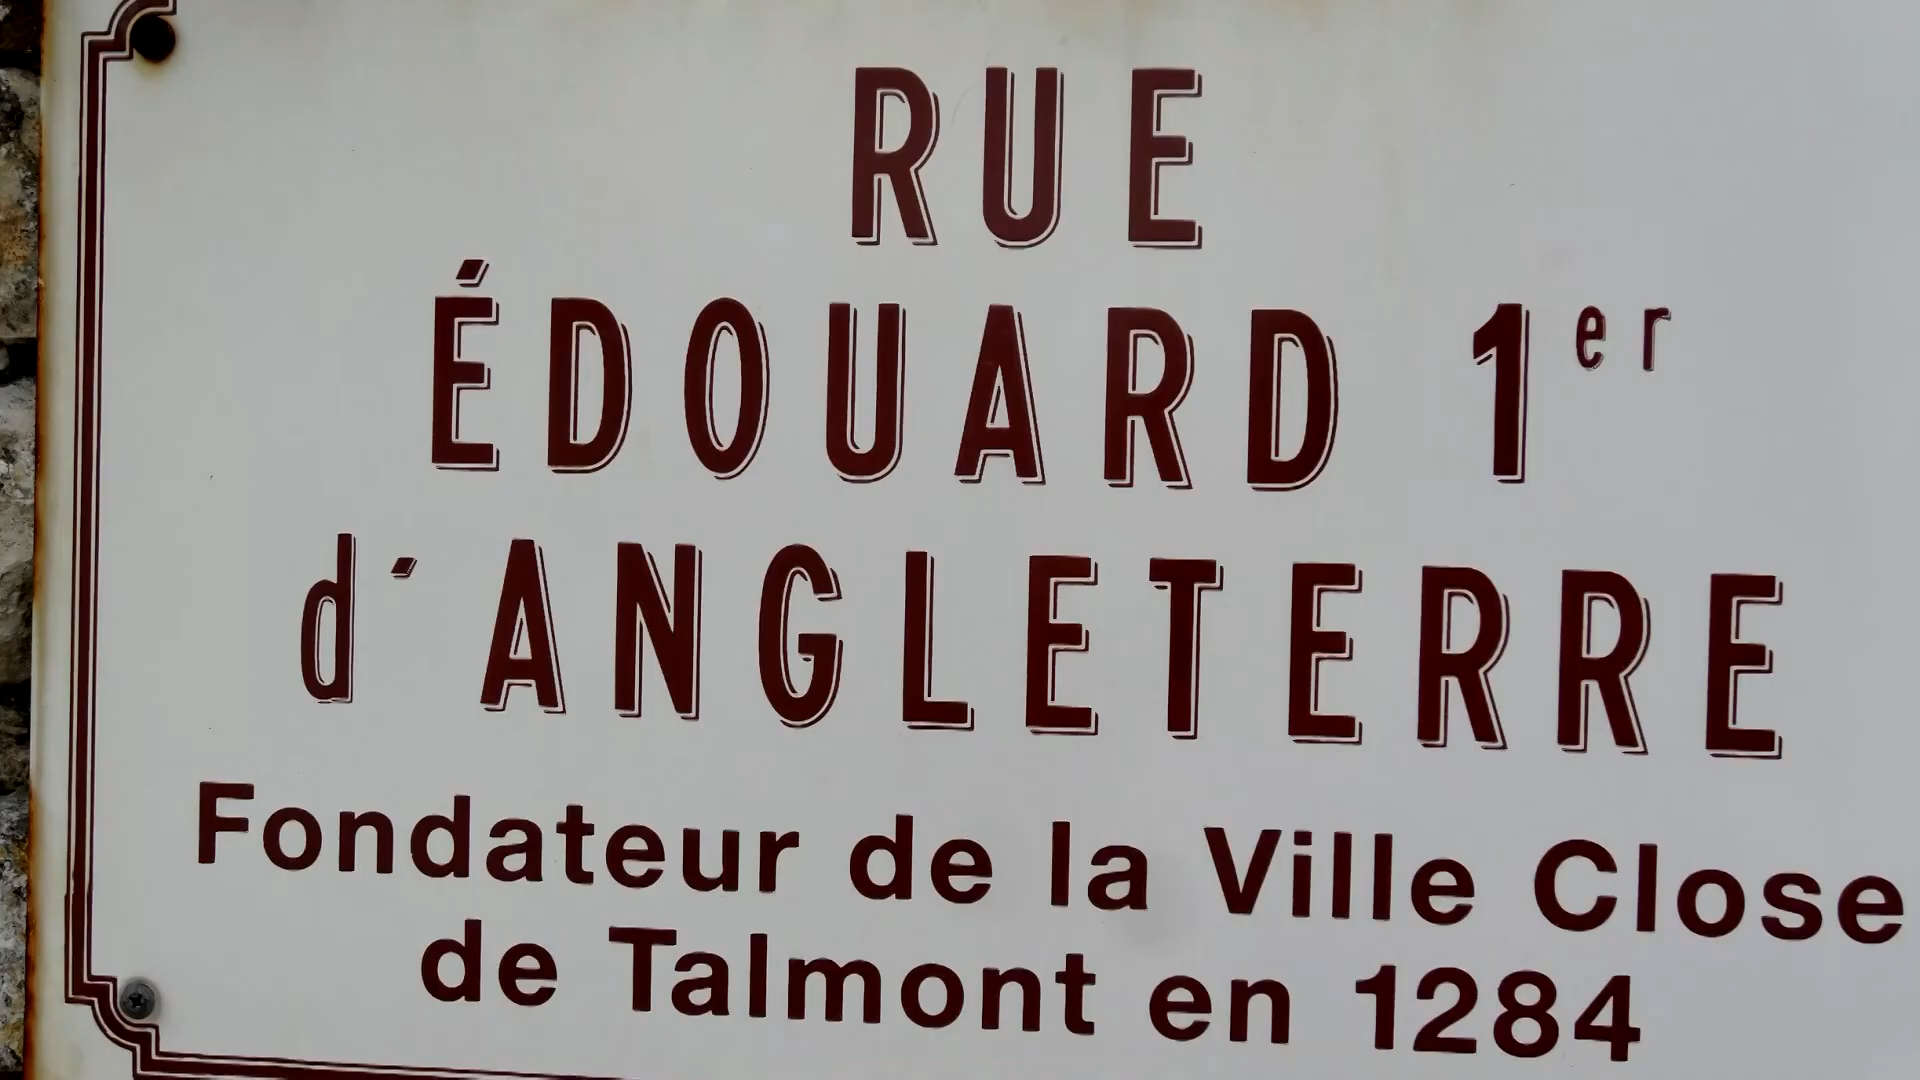 RUE
ÉDOUARD 1er
d'ANGLETERRE
Fondateur de la Ville Close
de Talmont en 1284